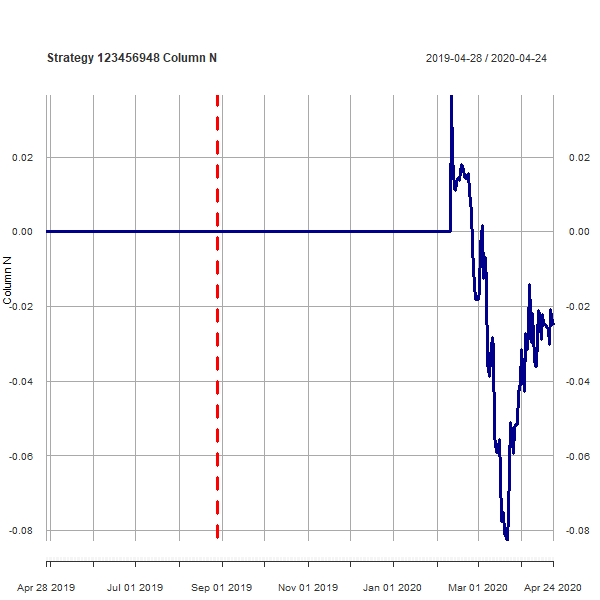 Strategy 123456948 Column N
2019-04-28 / 2020-04-24
0.02 0.02
0.00 0.00
-0.02 -0.02
-0.04 -0.04
-0.06 -0.06
-0.08 -0.08
Column N
Apr 28 2019 Jul 01 2019 Sep 01 2019 Nov 01 2019 Jan 01 2020 Mar 01 2020 Apr 24 2020